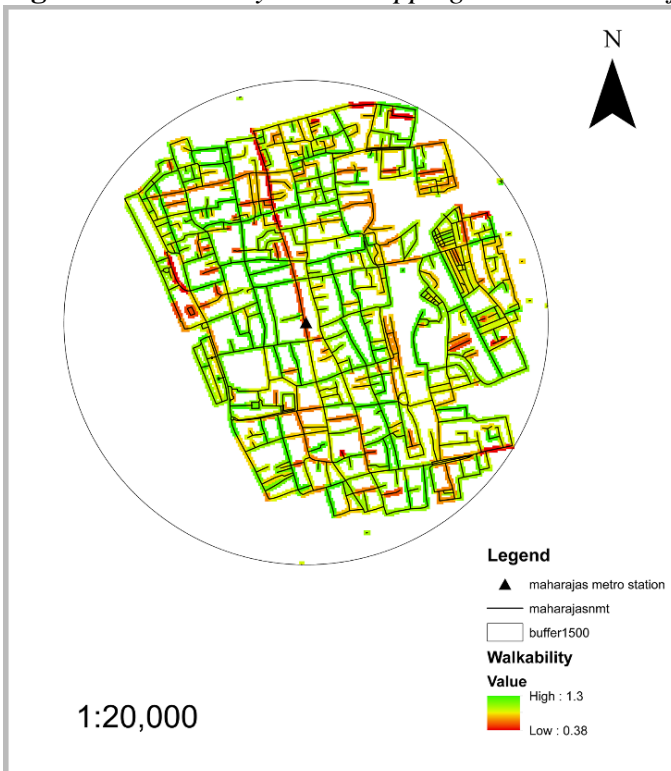 N
Legend
maharajas metro station
maharajasnmt
buffer1500
Walkability
Value
High : 1.3
Low : 0.38
1:20,000